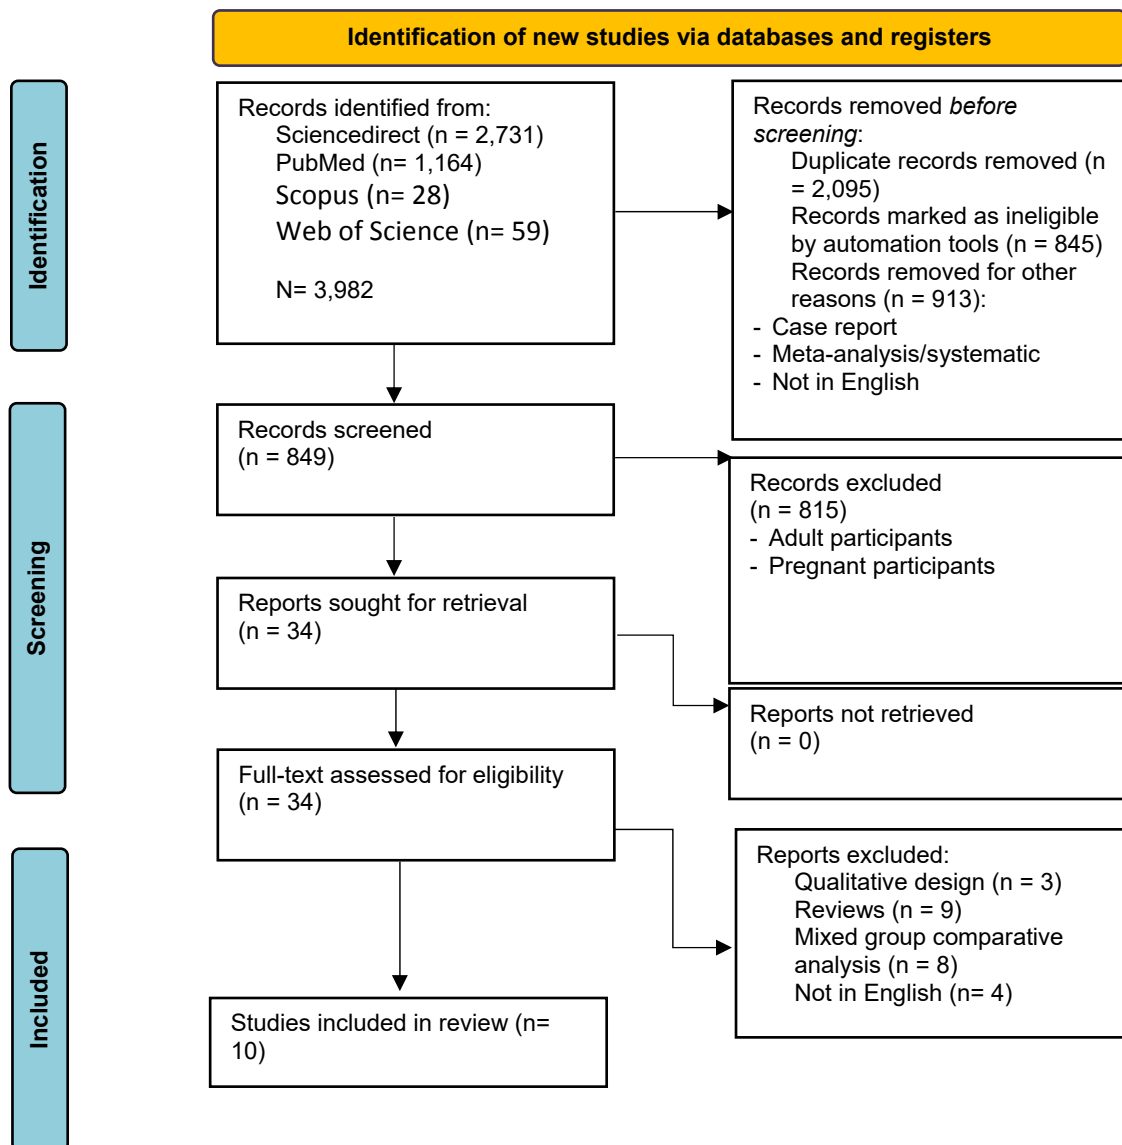 Identification of new studies via databases and registers
Identification
Records identified from:
Sciencedirect (n = 2,731)
PubMed (n= 1,164)
Scopus (n= 28)
Web of Science (n= 59)
N= 3,982
Records removed before
screening:
Duplicate records removed (n
= 2,095)
Records marked as ineligible
by automation tools (n = 845)
Records removed for other
reasons (n = 913):
- Case report
- Meta-analysis/systematic
- Not in English
Screening
Records screened
(n = 849)
Records excluded
(n = 815)
- Adult participants
- Pregnant participants
Reports sought for retrieval
(n = 34)
Reports not retrieved
(n = 0)
Full-text assessed for eligibility
(n = 34)
Reports excluded:
Qualitative design (n = 3)
Reviews (n = 9)
Mixed group comparative
analysis (n = 8)
Not in English (n= 4)
Included
Studies included in review (n=
10)